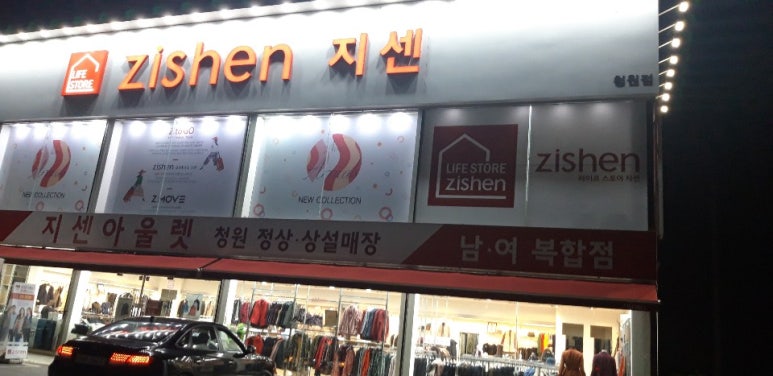 LIFE
STORE
zishen 지센
청원점
NEW COLLECTION
zishen
Z:MOVE
NEW COLLECTION
LIFE STORE
zishen
zishen
라이프 스토어 지센
지센아울렛 청원 정상·상설매장 남·여 복합점